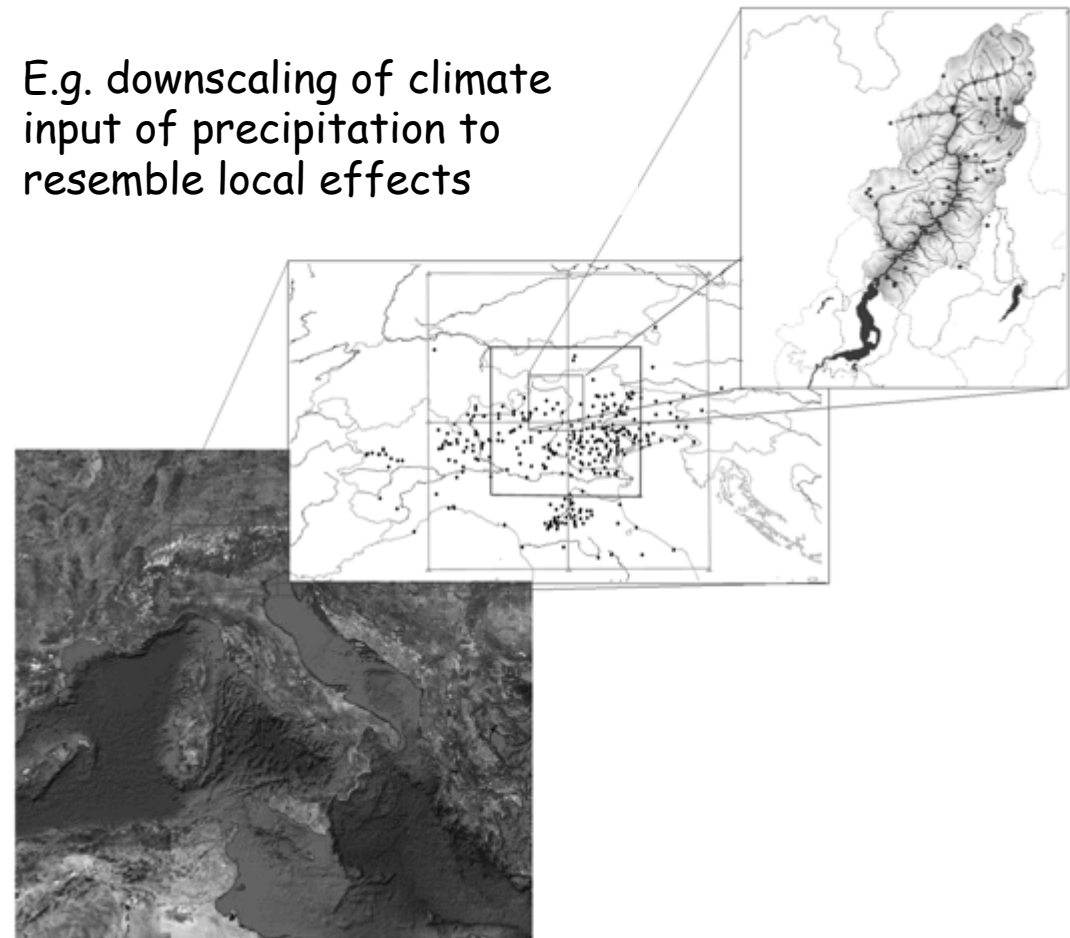 E.g. downscaling of climate
input of precipitation to
resemble local effects